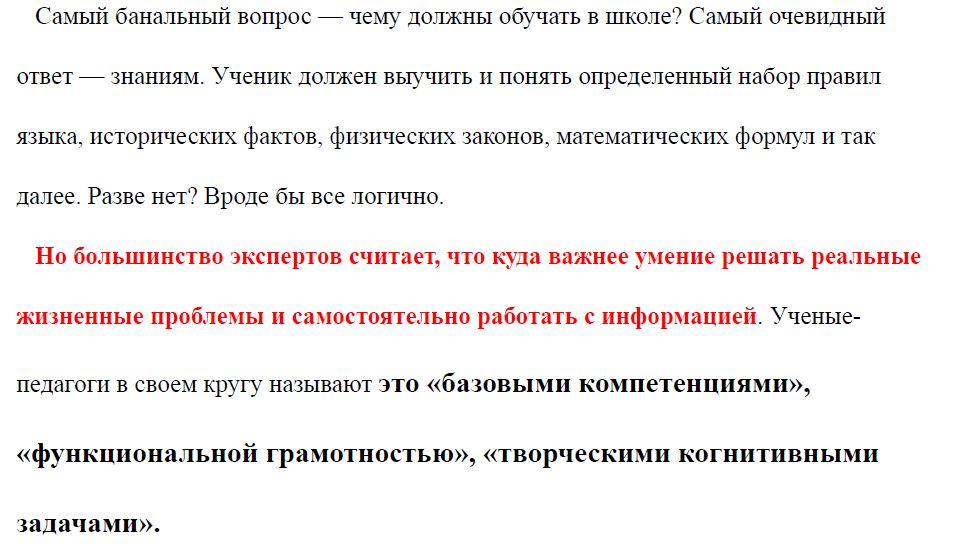 Самый банальный вопрос — чему должны обучать в школе? Самый очевидный
ответ — знаниям. Ученик должен выучить и понять определенный набор правил
языка, исторических фактов, физических законов, математических формул и так
далее. Разве нет? Вроде бы все логично.
Но большинство экспертов считает, что куда важнее умение решать реальные
жизненные проблемы и самостоятельно работать с информацией. Ученые-
педагоги в своем кругу называют это «базовыми компетенциями»,
«функциональной грамотностью», «творческими когнитивными
задачами».